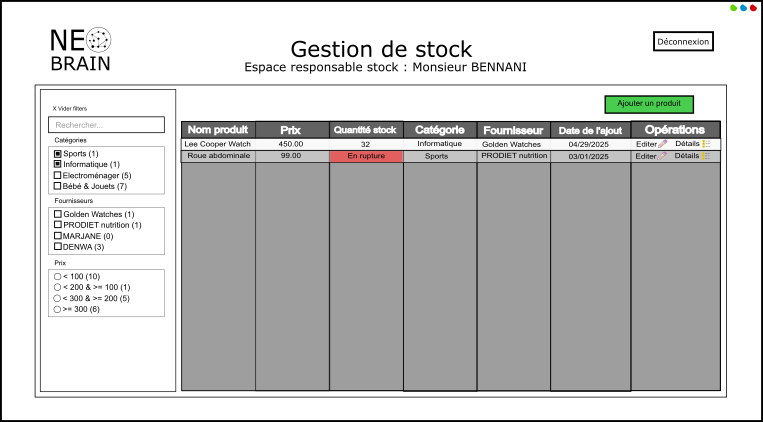 NE
BRAIN
Gestion de stock
Espace responsable stock : Monsieur BENNANI
Déconnexion
X Vider filters
Rechercher...
Catégories
Sports (1)
Informatique (1)
Electroménager (5)
Bébé & Jouets (7)
Fournisseurs
Golden Watches (1)
PRODIET nutrition (1)
MARJANE (0)
DENWA (3)
Prix
< 100 (10)
< 200 & >= 100 (1)
< 300 & >= 200 (5)
>= 300 (6)
Ajouter un produit
Nom produit Prix Quantité stock Catégorie Fournisseur Date de l'ajout Opérations
Lee Cooper Watch 450.00 32 Informatique Golden Watches 04/29/2025 Editer Détails
Roue abdominale 99.00 En rupture Sports PRODIET nutrition 03/01/2025 Editer Détails